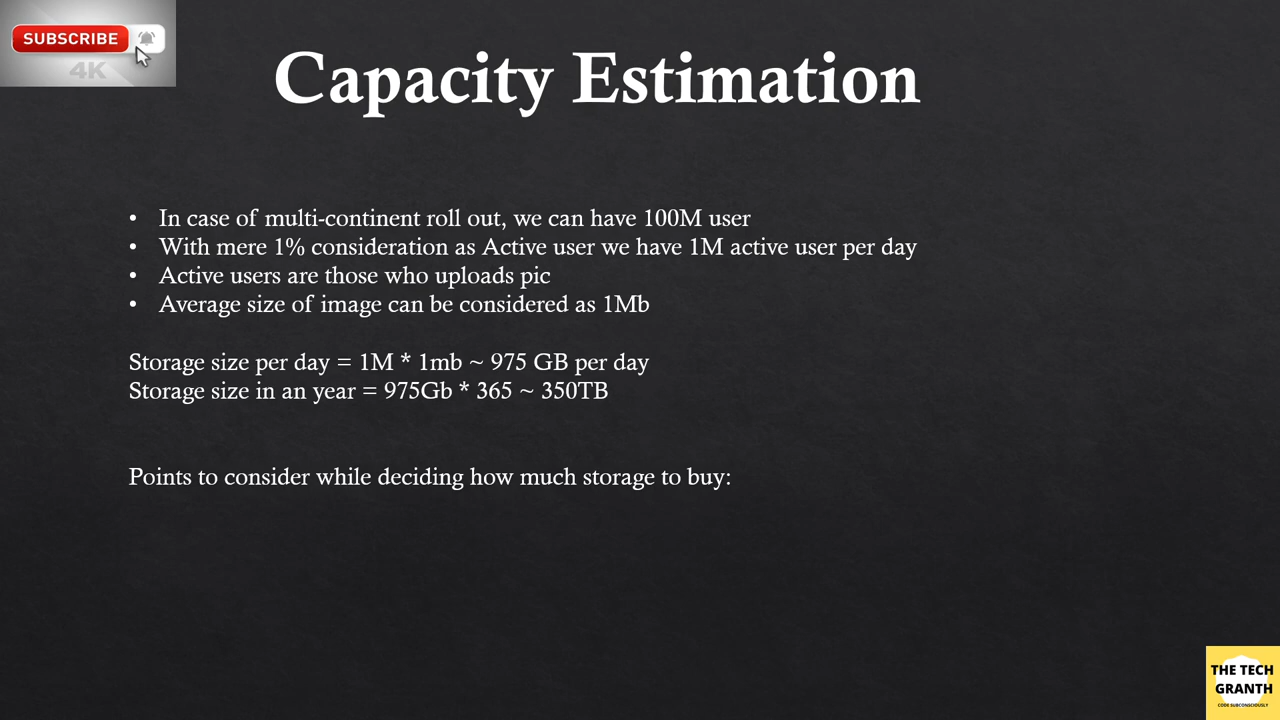 SUBSCRIBE
4K
Capacity Estimation
• In case of multi-continent roll out, we can have 100M user
• With mere 1% consideration as Active user we have 1M active user per day
• Active users are those who uploads pic
• Average size of image can be considered as 1Mb
Storage size per day = 1M * 1mb ~ 975 GB per day
Storage size in an year = 975Gb * 365 ~ 350TB
Points to consider while deciding how much storage to buy:
THE TECH
GRANTH
CODE SUBCONSCIOUSLY